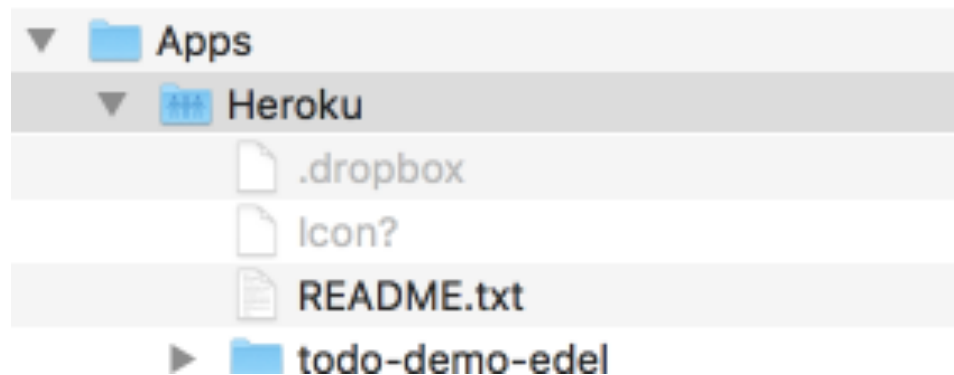 Apps
Heroku
.dropbox
Icon?
README.txt
todo-demo-edel